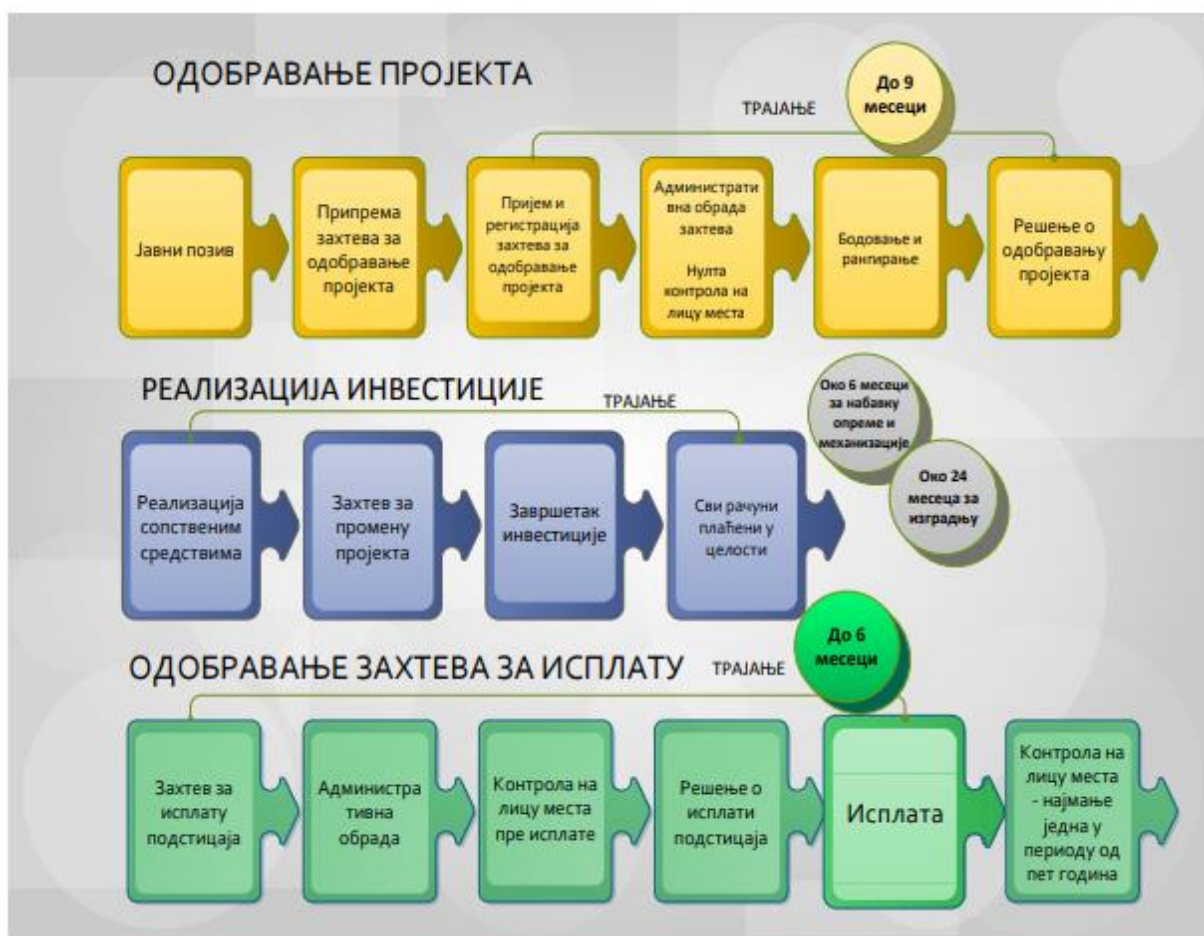 ОДОБРАВАЊЕ ПРОЈЕКТА
ТРАЈАЊЕ
До 9
месеци
Јавни позив
Припрема
захтева за
одобравање
пројекта
Пријем и
регистрација
захтева за
одобравање
пројекта
Администрати
вна обрада
захтева
Нулта
контрола на
лицу места
Бодовање и
рангирање
Решење о
одобравању
пројекта
РЕАЛИЗАЦИЈА ИНВЕСТИЦИЈЕ
ТРАЈАЊЕ
Око 6 месеци
за набавку
опреме и
механизације
Око 24
месеца за
изградњу
Реализација
сопственим
средствима
Захтев за
промену
пројекта
Завршетак
инвестиције
Сви рачуни
плаћени у
целости
ОДОБРАВАЊЕ ЗАХТЕВА ЗА ИСПЛАТУ
ТРАЈАЊЕ
До 6
месеци
Захтев за
исплату
подстицаја
Администра
тивна
обрада
Контрола на
лицу места
пре исплате
Решење о
исплати
подстицаја
Исплата
Контрола на
лицу места
- најмање
једна у
периоду од
пет година